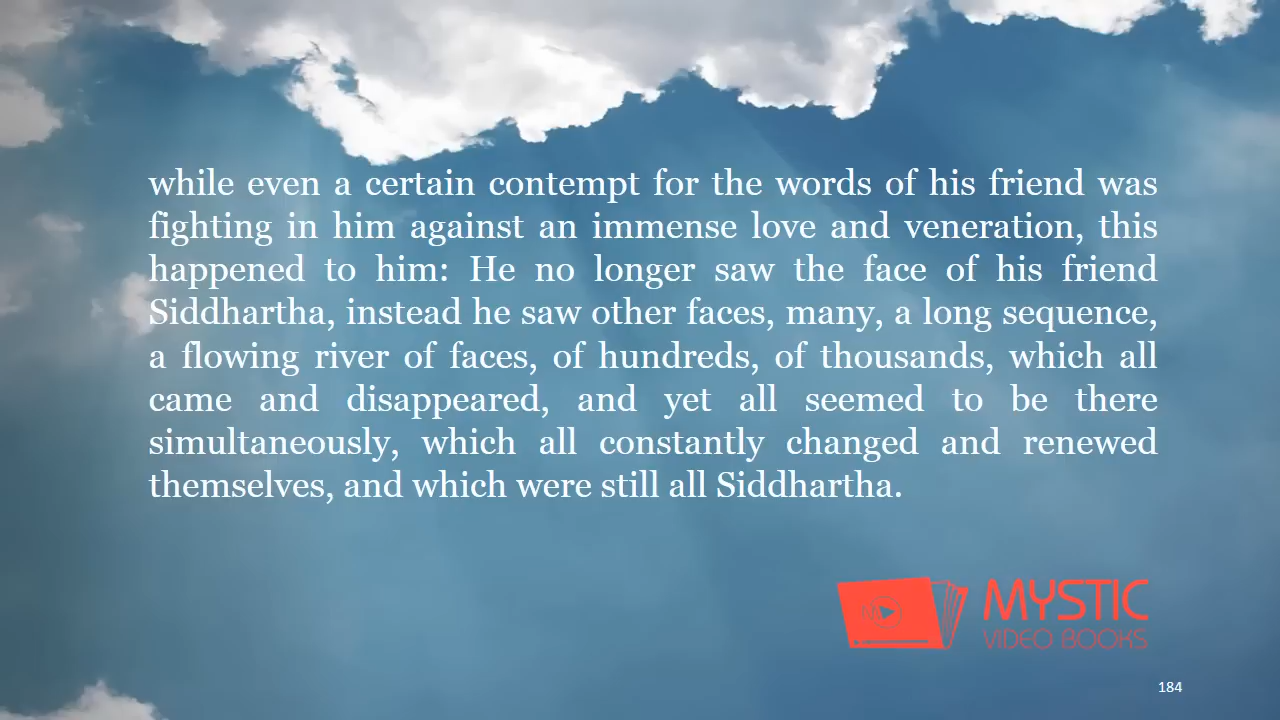 while even a certain contempt for the words of his friend was
fighting in him against an immense love and veneration, this
happened to him: He no longer saw the face of his friend
Siddhartha, instead he saw other faces, many, a long sequence,
a flowing river of faces, of hundreds, of thousands, which all
came and disappeared, and yet all seemed to be there
simultaneously, which all constantly changed and renewed
themselves, and which were still all Siddhartha.
MYSTIC
VIDEO BOOKS
184